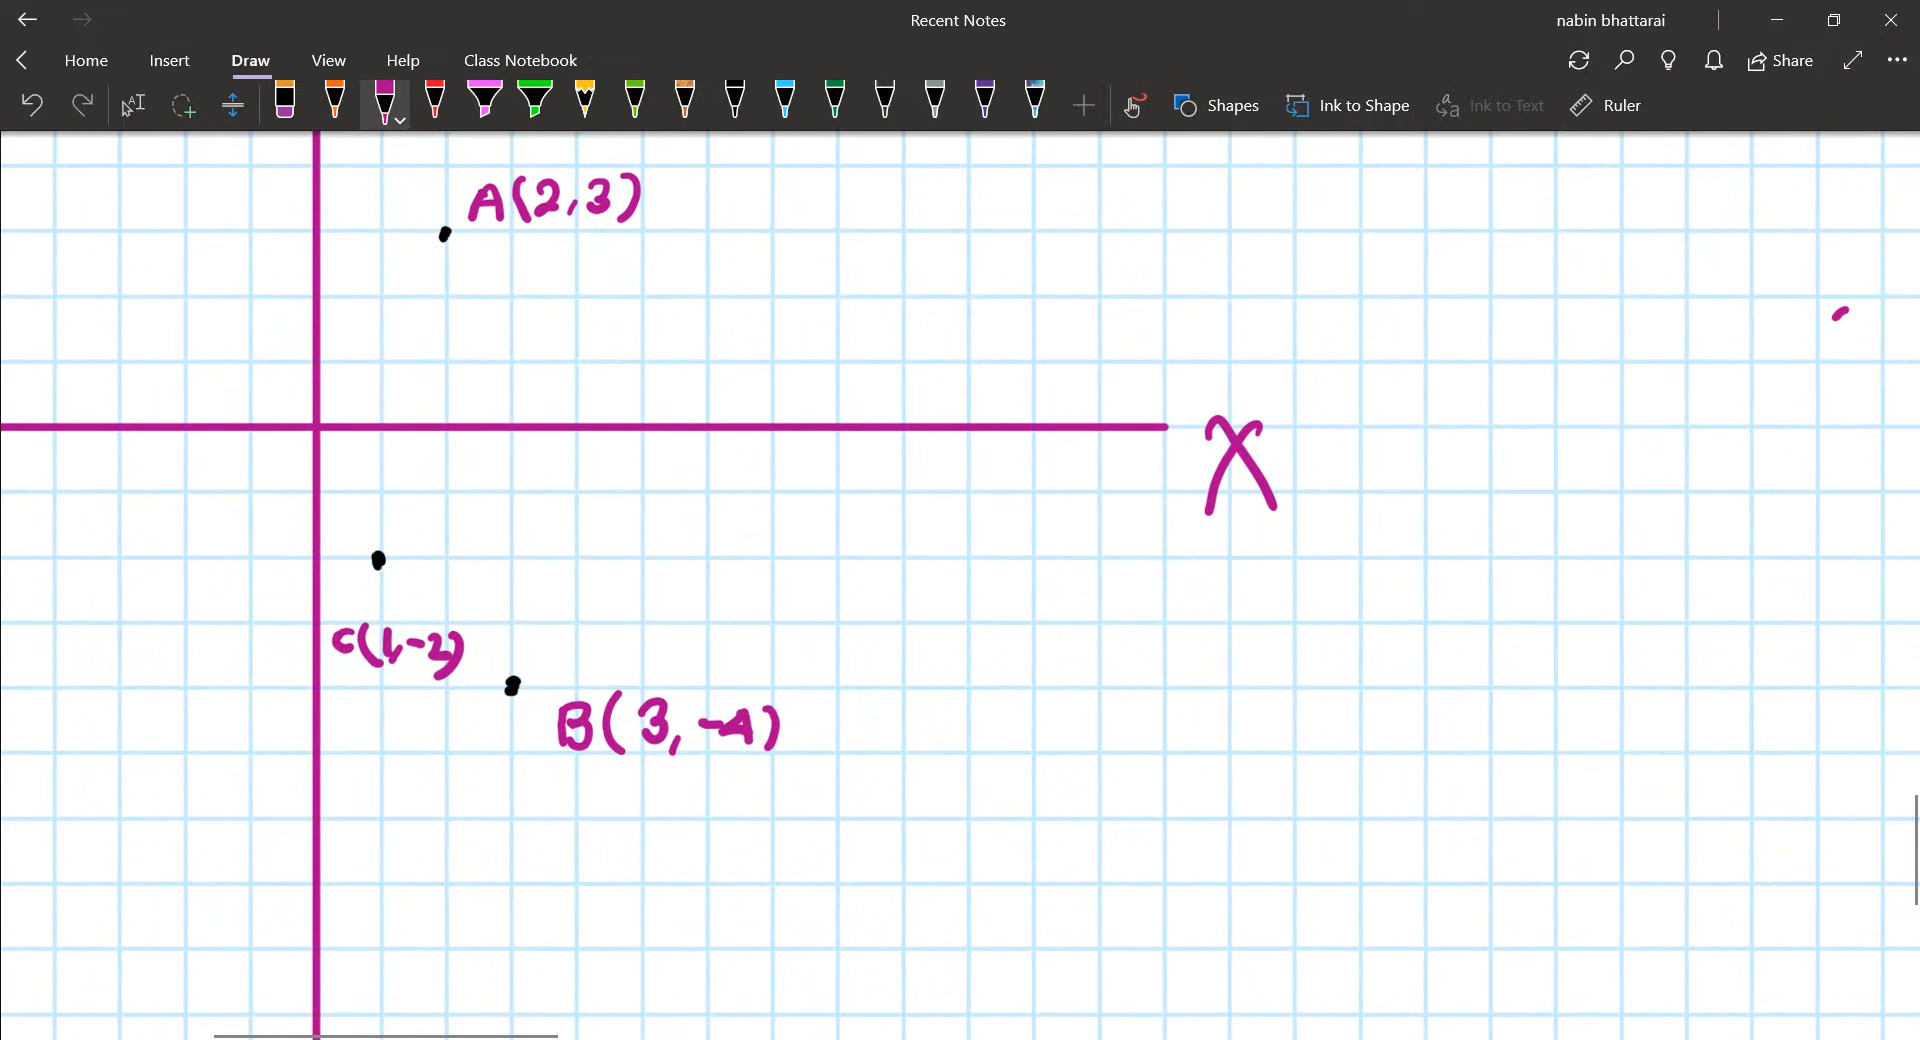 Recent Notes
nabin bhattarai
Home Insert Draw View Help Class Notebook
Share
Shapes Ink to Shape Ink to Text Ruler
A(2,3)
X
C(1,-2)
B(3,-4)